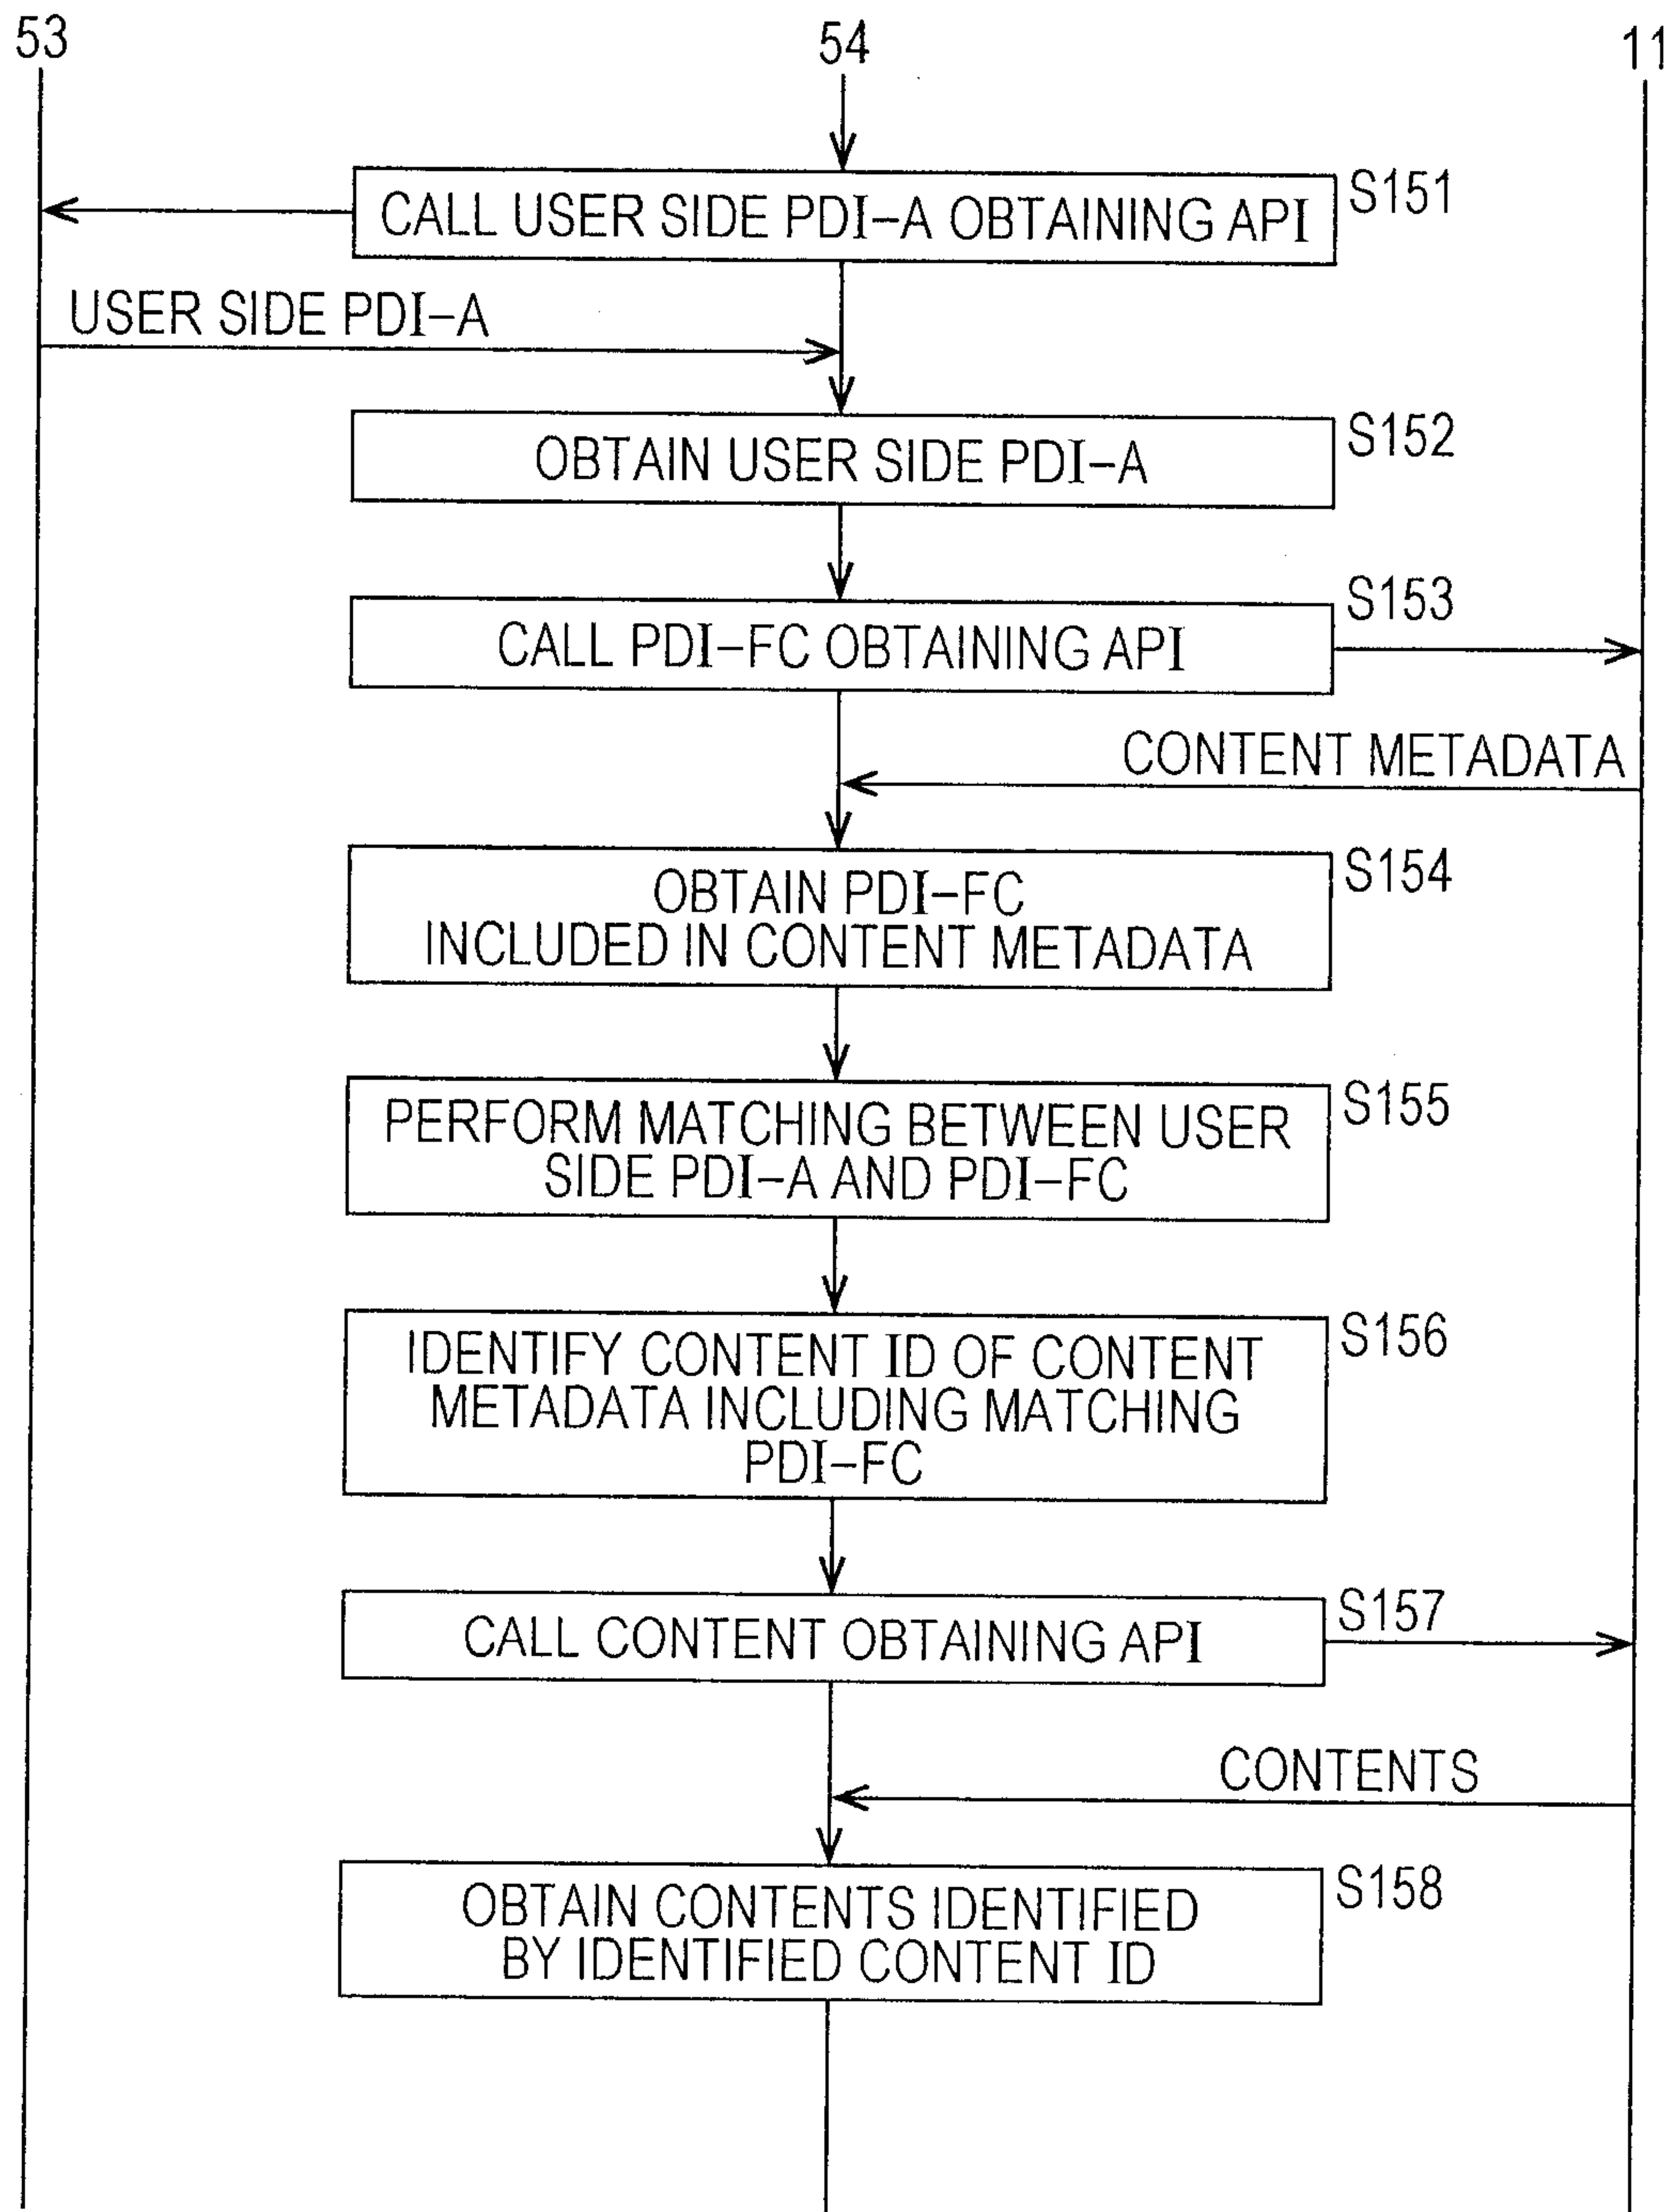 53
54
11
CALL USER SIDE PDI-A OBTAINING API
S151
USER SIDE PDI-A
OBTAIN USER SIDE PDI-A
S152
CALL PDI-FC OBTAINING API
S153
CONTENT METADATA
OBTAIN PDI-FC
INCLUDED IN CONTENT METADATA
S154
PERFORM MATCHING BETWEEN USER
SIDE PDI-A AND PDI-FC
S155
IDENTIFY CONTENT ID OF CONTENT
METADATA INCLUDING MATCHING
PDI-FC
S156
CALL CONTENT OBTAINING API
S157
CONTENTS
OBTAIN CONTENTS IDENTIFIED
BY IDENTIFIED CONTENT ID
S158